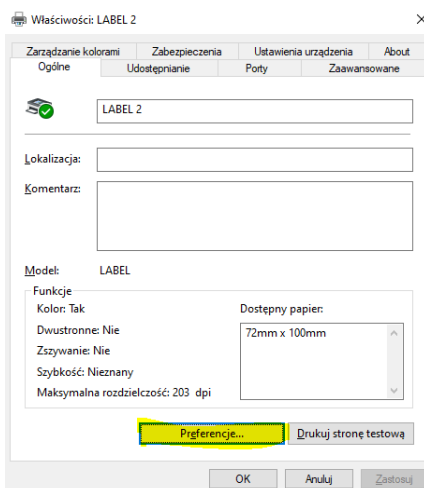 Właściwości: LABEL 2
Zarządzanie kolorami Zabezpieczenia Ustawienia urządzenia About
Ogólne Udostępnianie Porty Zaawansowane
LABEL 2
Lokalizacja:
Komentarz:
Model: LABEL
Funkcje
Kolor: Tak Dostępny papier:
Dwustronne: Nie 72mm x 100mm
Zszywanie: Nie
Szybkość: Nieznany
Maksymalna rozdzielczość: 203 dpi
Preferencje... Drukuj stronę testową
OK Anuluj Zastosuj